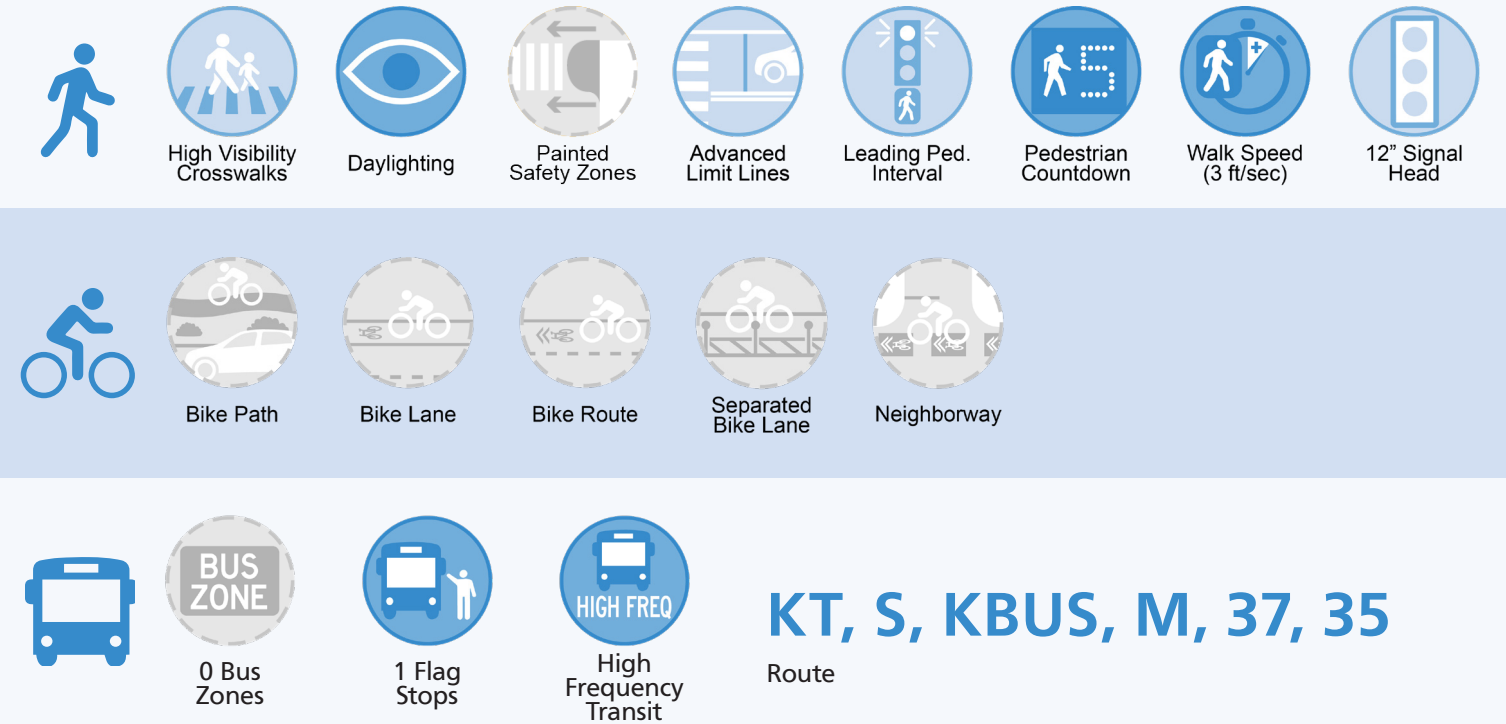 High Visibility
Crosswalks
Daylighting
Painted
Safety Zones
Advanced
Limit Lines
Leading Ped.
Interval
5
Pedestrian
Countdown
Walk Speed
(3 ft/sec)
12” Signal
Head
Bike Path
Bike Lane
Bike Route
Separated
Bike Lane
Neighborway
BUS
ZONE
0 Bus
Zones
1 Flag
Stops
HIGH FREQ
High
Frequency
Transit
KT, S, KBUS, M, 37, 35
Route